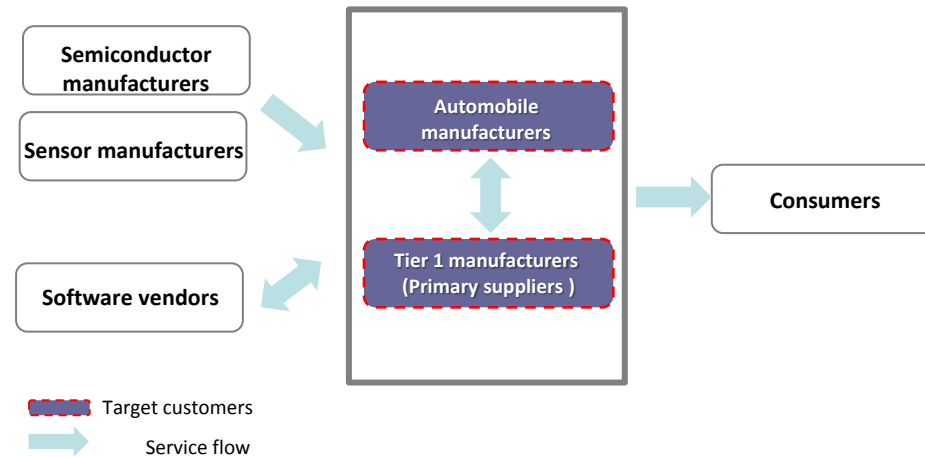 Semiconductor
manufacturers
Sensor manufacturers
Software vendors
Automobile
manufacturers
Tier 1 manufacturers
(Primary suppliers )
Consumers
Target customers
Service flow